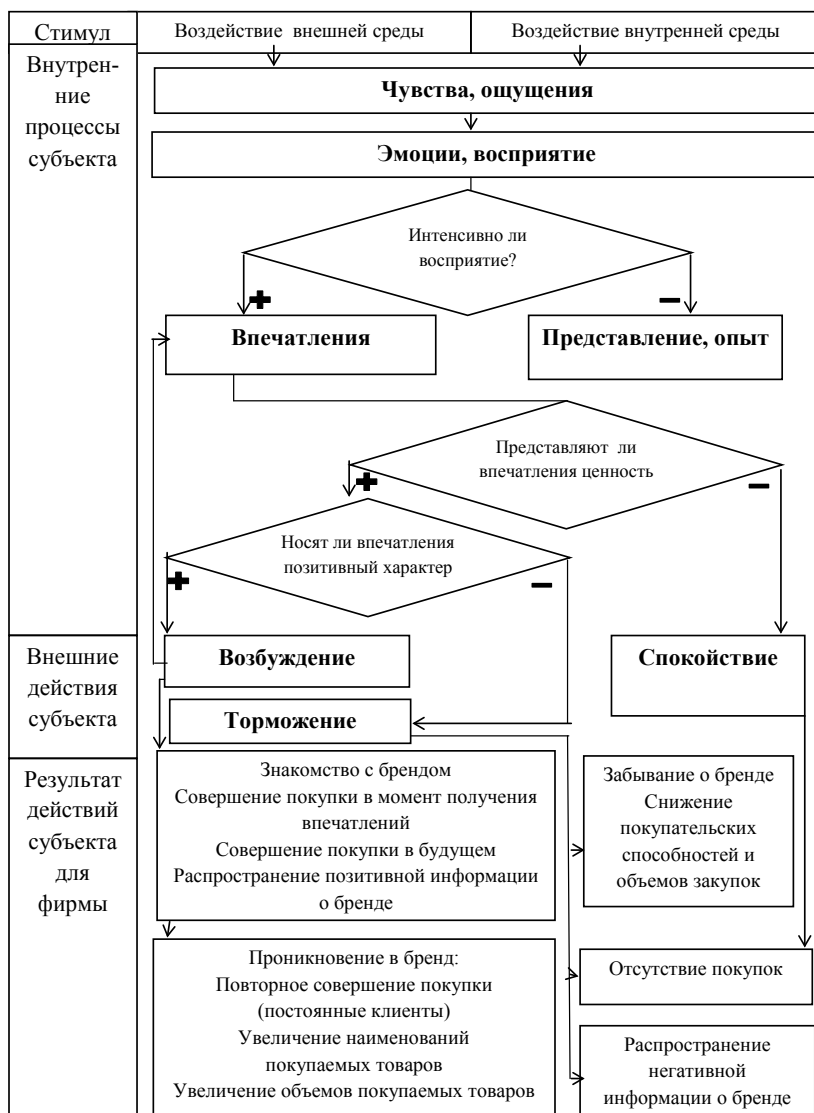 Стимул
Воздействие внешней среды
Воздействие внутренней среды
Внутрен-
ние
процессы
субъекта
Чувства, ощущения
Эмоции, восприятие
Интенсивно ли
восприятие?
+
−
Впечатления
Представление, опыт
Представляют ли
впечатления ценность
+
−
Носят ли впечатления
позитивный характер
+
−
Внешние
действия
субъекта
Возбуждение
Спокойствие
Торможение
Результат
действий
субъекта
для
фирмы
Знакомство с брендом
Совершение покупки в момент получения
впечатлений
Совершение покупки в будущем
Распространение позитивной информации
о бренде
Забывание о бренде
Снижение
покупательских
способностей и
объемов закупок
Проникновение в бренд:
Повторное совершение покупки
(постоянные клиенты)
Увеличение наименований
покупаемых товаров
Увеличение объемов покупаемых товаров
Отсутствие покупок
Распространение
негативной
информации о бренде